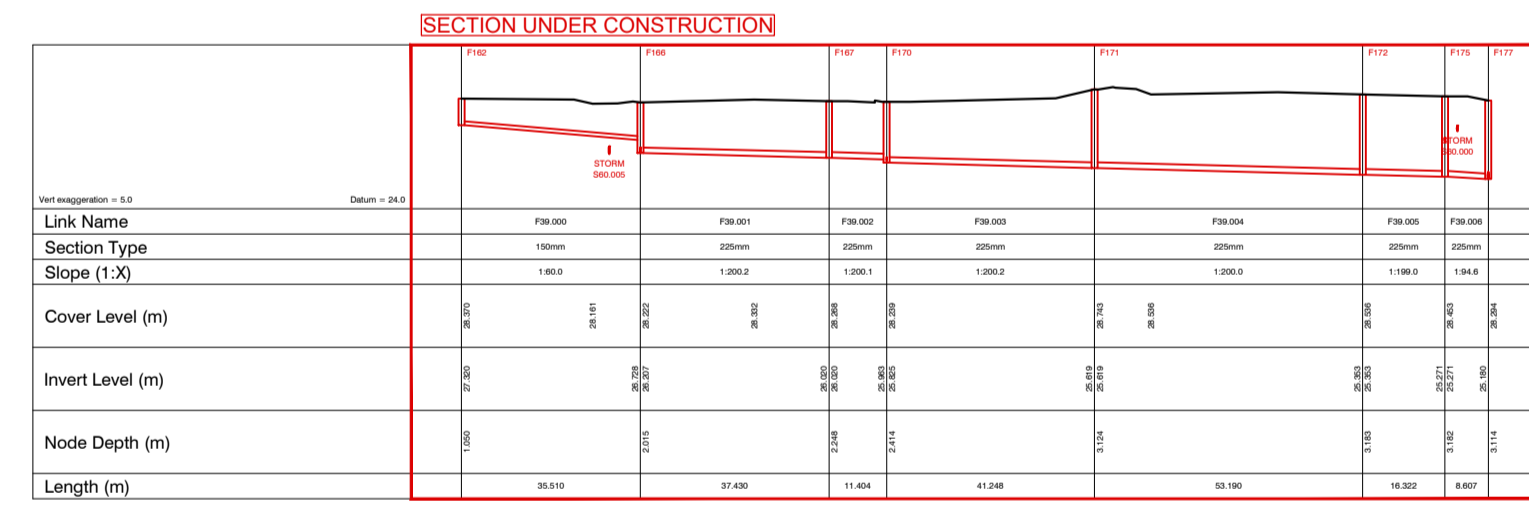 SECTION UNDER CONSTRUCTION
F162 F166 F167 F170 F171 F172 F175 F177
STORM
S60.005
STORM
S60.000
Vert exaggeration = 5.0 Datum = 24.0
Link Name F39.000 F39.001 F39.002 F39.003 F39.004 F39.005 F39.006
Section Type 150mm 225mm 225mm 225mm 225mm 225mm 225mm
Slope (1:X) 1:60.0 1:200.2 1:200.1 1:200.2 1:200.0 1:199.0 1:94.6
Cover Level (m) 28.370 28.161 28.222 28.332 28.268 28.239 28.743 28.536 28.536 28.453 28.294
Invert Level (m) 27.320 26.728 26.207 26.020 26.020 25.963 25.825 25.619 25.619 25.353 25.353 25.271 25.271 25.180
Node Depth (m) 1.050 2.015 2.248 2.414 3.124 3.183 3.182 3.114
Length (m) 35.510 37.430 11.404 41.248 53.190 16.322 8.607